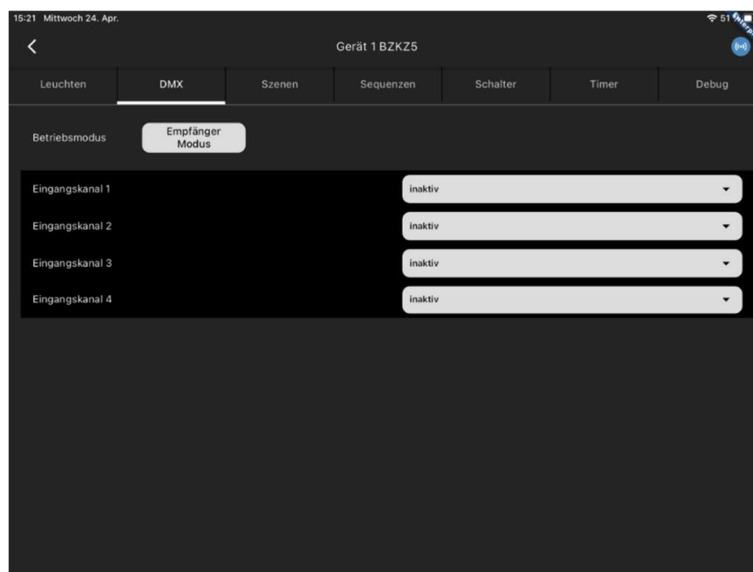 15:21 Mittwoch 24. Apr. 51
Gerät 1 BZKZ5
Leuchten DMX Szenen Sequenzen Schalter Timer Debug
Betriebsmodus Empfänger
Modus
Eingangskanal 1 inaktiv
Eingangskanal 2 inaktiv
Eingangskanal 3 inaktiv
Eingangskanal 4 inaktiv